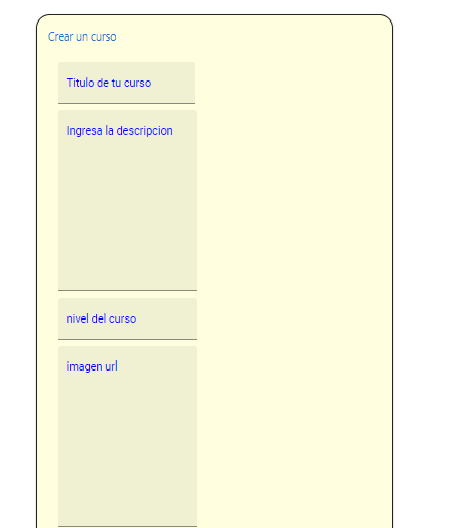 Crear un curso
Titulo de tu curso
Ingresa la descripcion
nivel del curso
imagen url